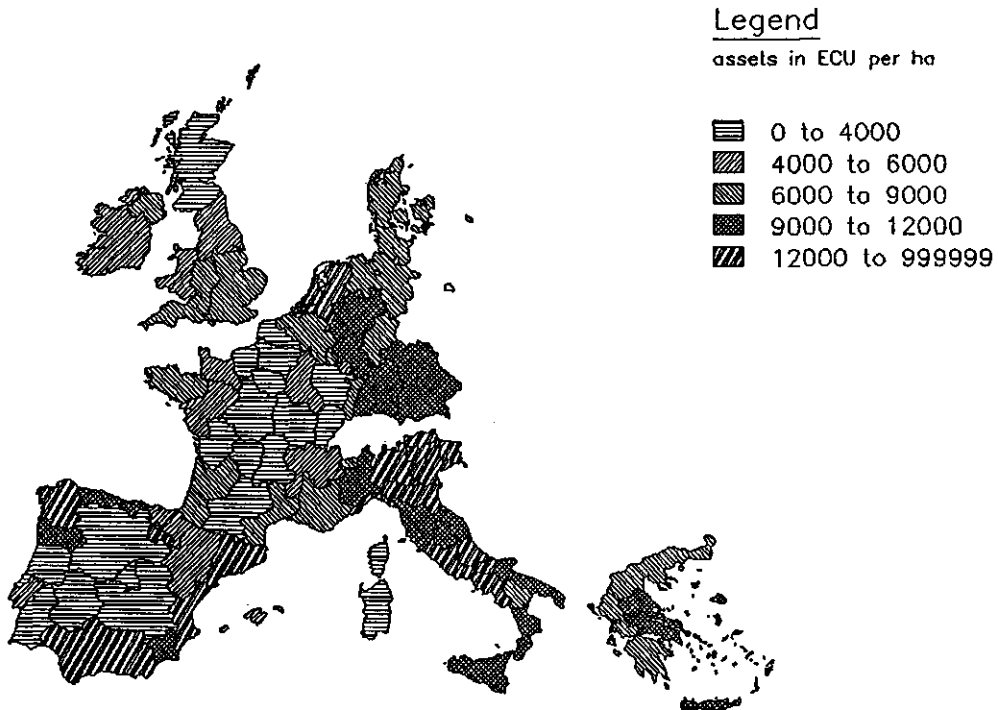 Legend
assets in ECU per ha
0 to 4000
4000 to 6000
6000 to 9000
9000 to 12000
12000 to 999999